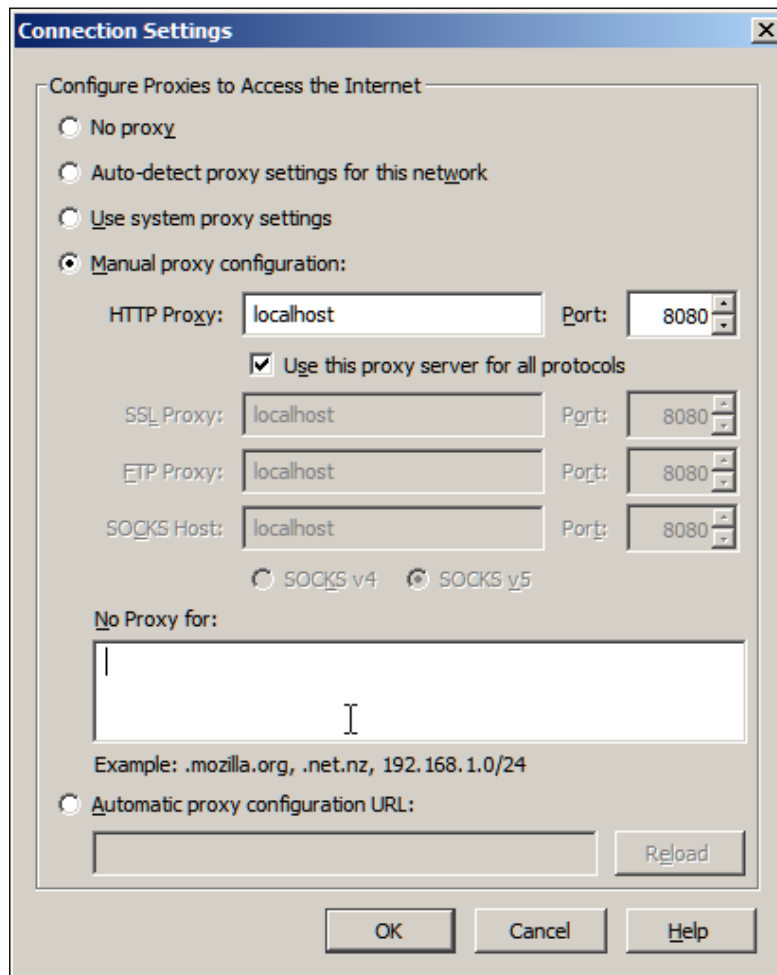 Connection Settings
Configure Proxies to Access the Internet
No proxy
Auto-detect proxy settings for this network
Use system proxy settings
Manual proxy configuration:
HTTP Proxy: localhost Port: 8080
Use this proxy server for all protocols
SSL Proxy: localhost Port: 8080
FTP Proxy: localhost Port: 8080
SOCKS Host: localhost Port: 8080
SOCKS v4 SOCKS v5
No Proxy for:
Example: .mozilla.org, .net.nz, 192.168.1.0/24
Automatic proxy configuration URL:
Reload
OK Cancel Help